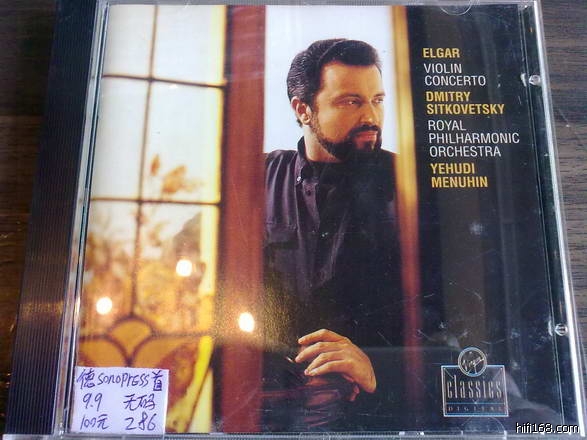 ELGAR
VIOLIN
CONCERTO
DMITRY
SITKOVETSKY
ROYAL
PHILHARMONIC
ORCHESTRA
YEHUDI
MENUHIN
Virgin
classics
DIGITAL
德sonopress首
9.9 无码
100元 286
hifi168.com